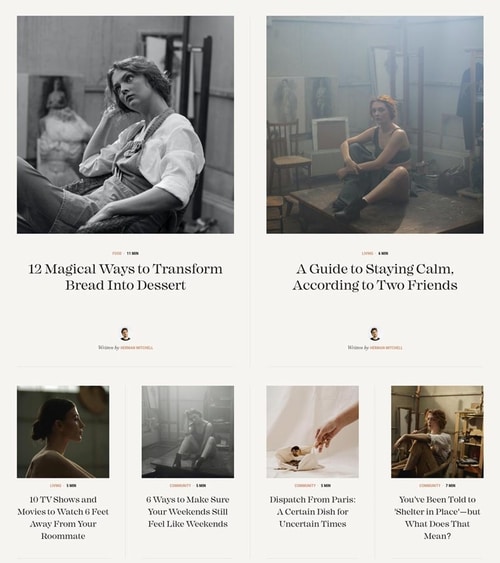 FOOD · 11 MIN
12 Magical Ways to Transform
Bread Into Dessert
Written by HERMAN MITCHELL
LIVING · 6 MIN
A Guide to Staying Calm,
According to Two Friends
Written by HERMAN MITCHELL
LIVING · 5 MIN
10 TV Shows and
Movies to Watch 6 Feet
Away From Your
Roommate
COMMUNITY · 5 MIN
6 Ways to Make Sure
Your Weekends Still
Feel Like Weekends
COMMUNITY · 5 MIN
Dispatch From Paris:
A Certain Dish for
Uncertain Times
COMMUNITY · 7 MIN
You've Been Told to
'Shelter in Place'—but
What Does That
Mean?